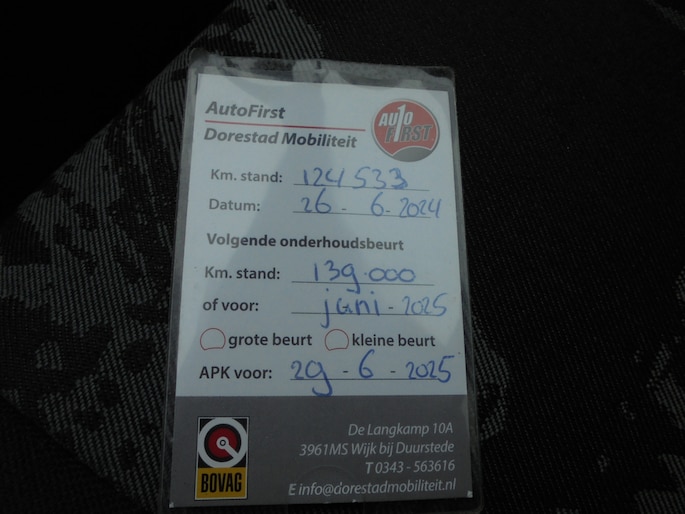 AutoFirst
Dorestad Mobiliteit
AUTO
F1RST
Km. stand: 124533
Datum: 26 - 6 - 2024
Volgende onderhoudsbeurt
Km. stand: 139.000
of voor: juni - 2025
grote beurt kleine beurt
APK voor: 29 - 6 - 2025
De Langkamp 10A
3961MS Wijk bij Duurstede
T 0343 - 563616
E info@dorestadmobiliteit.nl
BOVAG